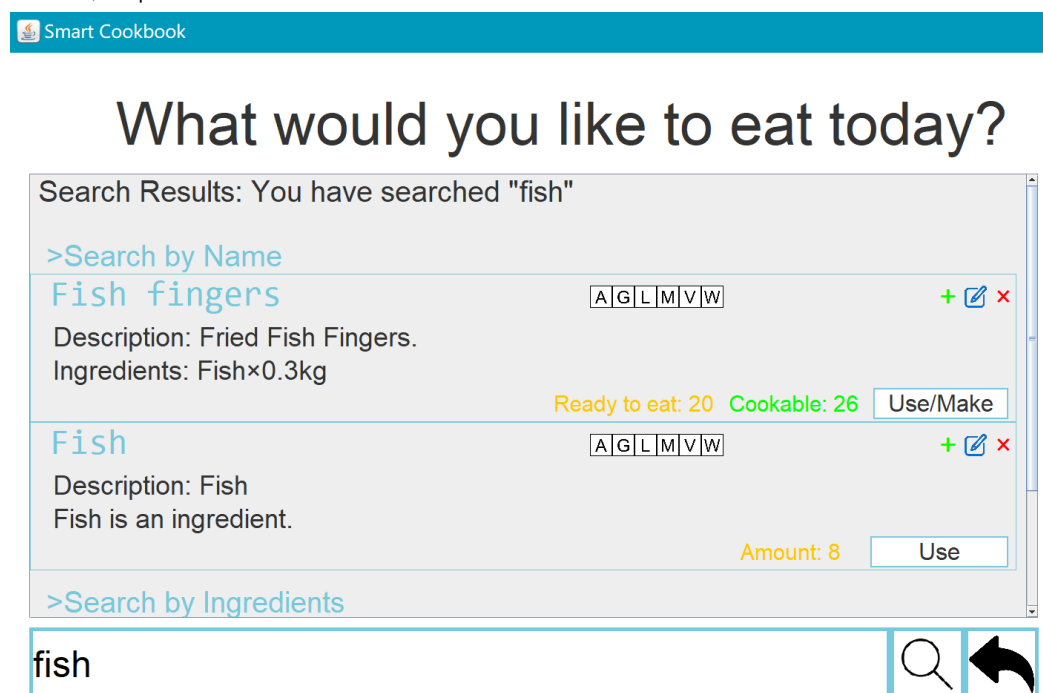 Smart Cookbook
What would you like to eat today?
Search Results: You have searched "fish"
>Search by Name
Fish fingers A G L M V W + ×
Description: Fried Fish Fingers.
Ingredients: Fish×0.3kg
Ready to eat: 20 Cookable: 26 Use/Make
Fish A G L M V W + ×
Description: Fish
Fish is an ingredient.
Amount: 8 Use
>Search by Ingredients
fish